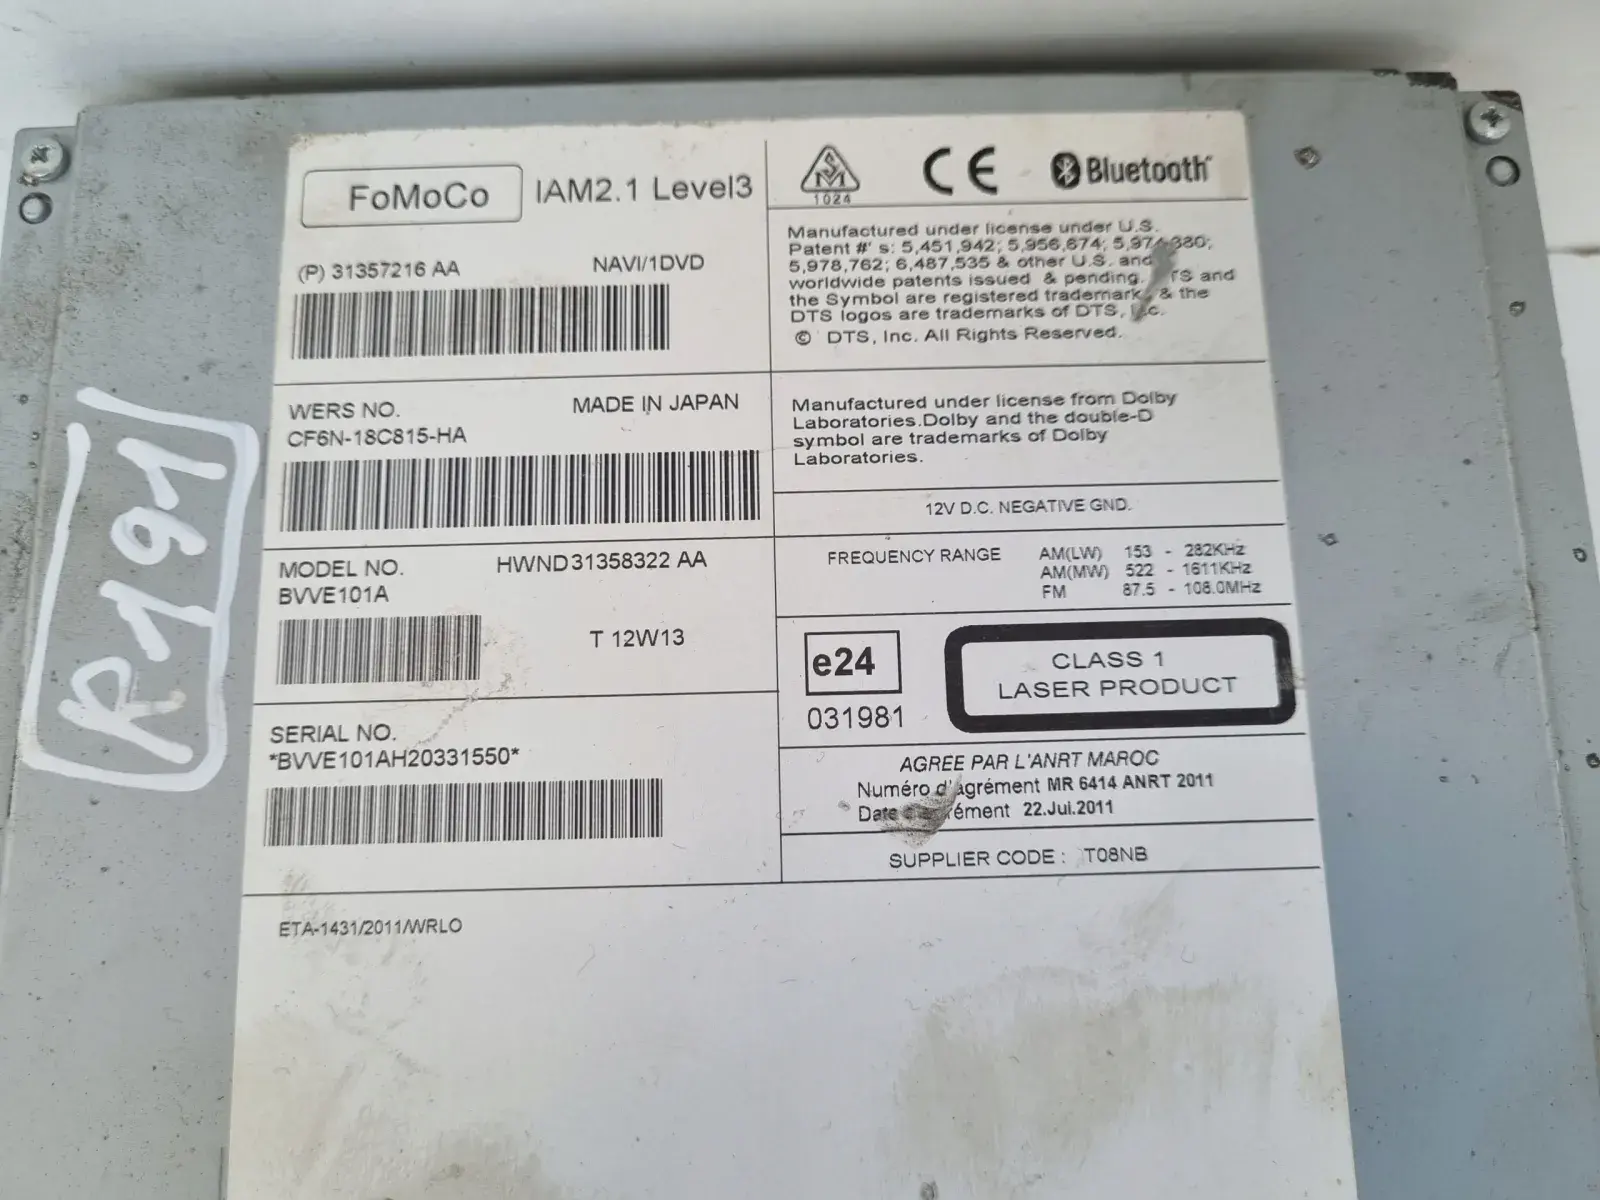 FoMoCo IAM2.1 Level3
(P) 31357216 AA NAVI/1DVD
WERS NO. MADE IN JAPAN
CF6N-18C815-HA
MODEL NO. HWND31358322 AA
BVVE101A
T 12W13
SERIAL NO.
*BVVE101AH20331550*
ETA-1431/2011/WRLO
SM
1024
CE
Bluetooth
Manufactured under license under U.S.
Patent #' s: 5,451,942; 5,956,674; 5,974,380;
5,978,762; 6,487,535 & other U.S. and
worldwide patents issued & pending. and
the Symbol are registered trademark & the
DTS logos are trademarks of DTS,
© DTS, Inc. All Rights Reserved.
Manufactured under license from Dolby
Laboratories.Dolby and the double-D
symbol are trademarks of Dolby
Laboratories.
12V D.C. NEGATIVE GND.
FREQUENCY RANGE AM(LW) 153 - 282KHz
AM(MW) 522 - 1611KHz
FM 87.5 - 108.0MHz
e24
031981
CLASS 1
LASER PRODUCT
AGREE PAR L'ANRT MAROC
Numéro d'agrément MR 6414 ANRT 2011
Date 22.Jul.2011
SUPPLIER CODE : T08NB
R191